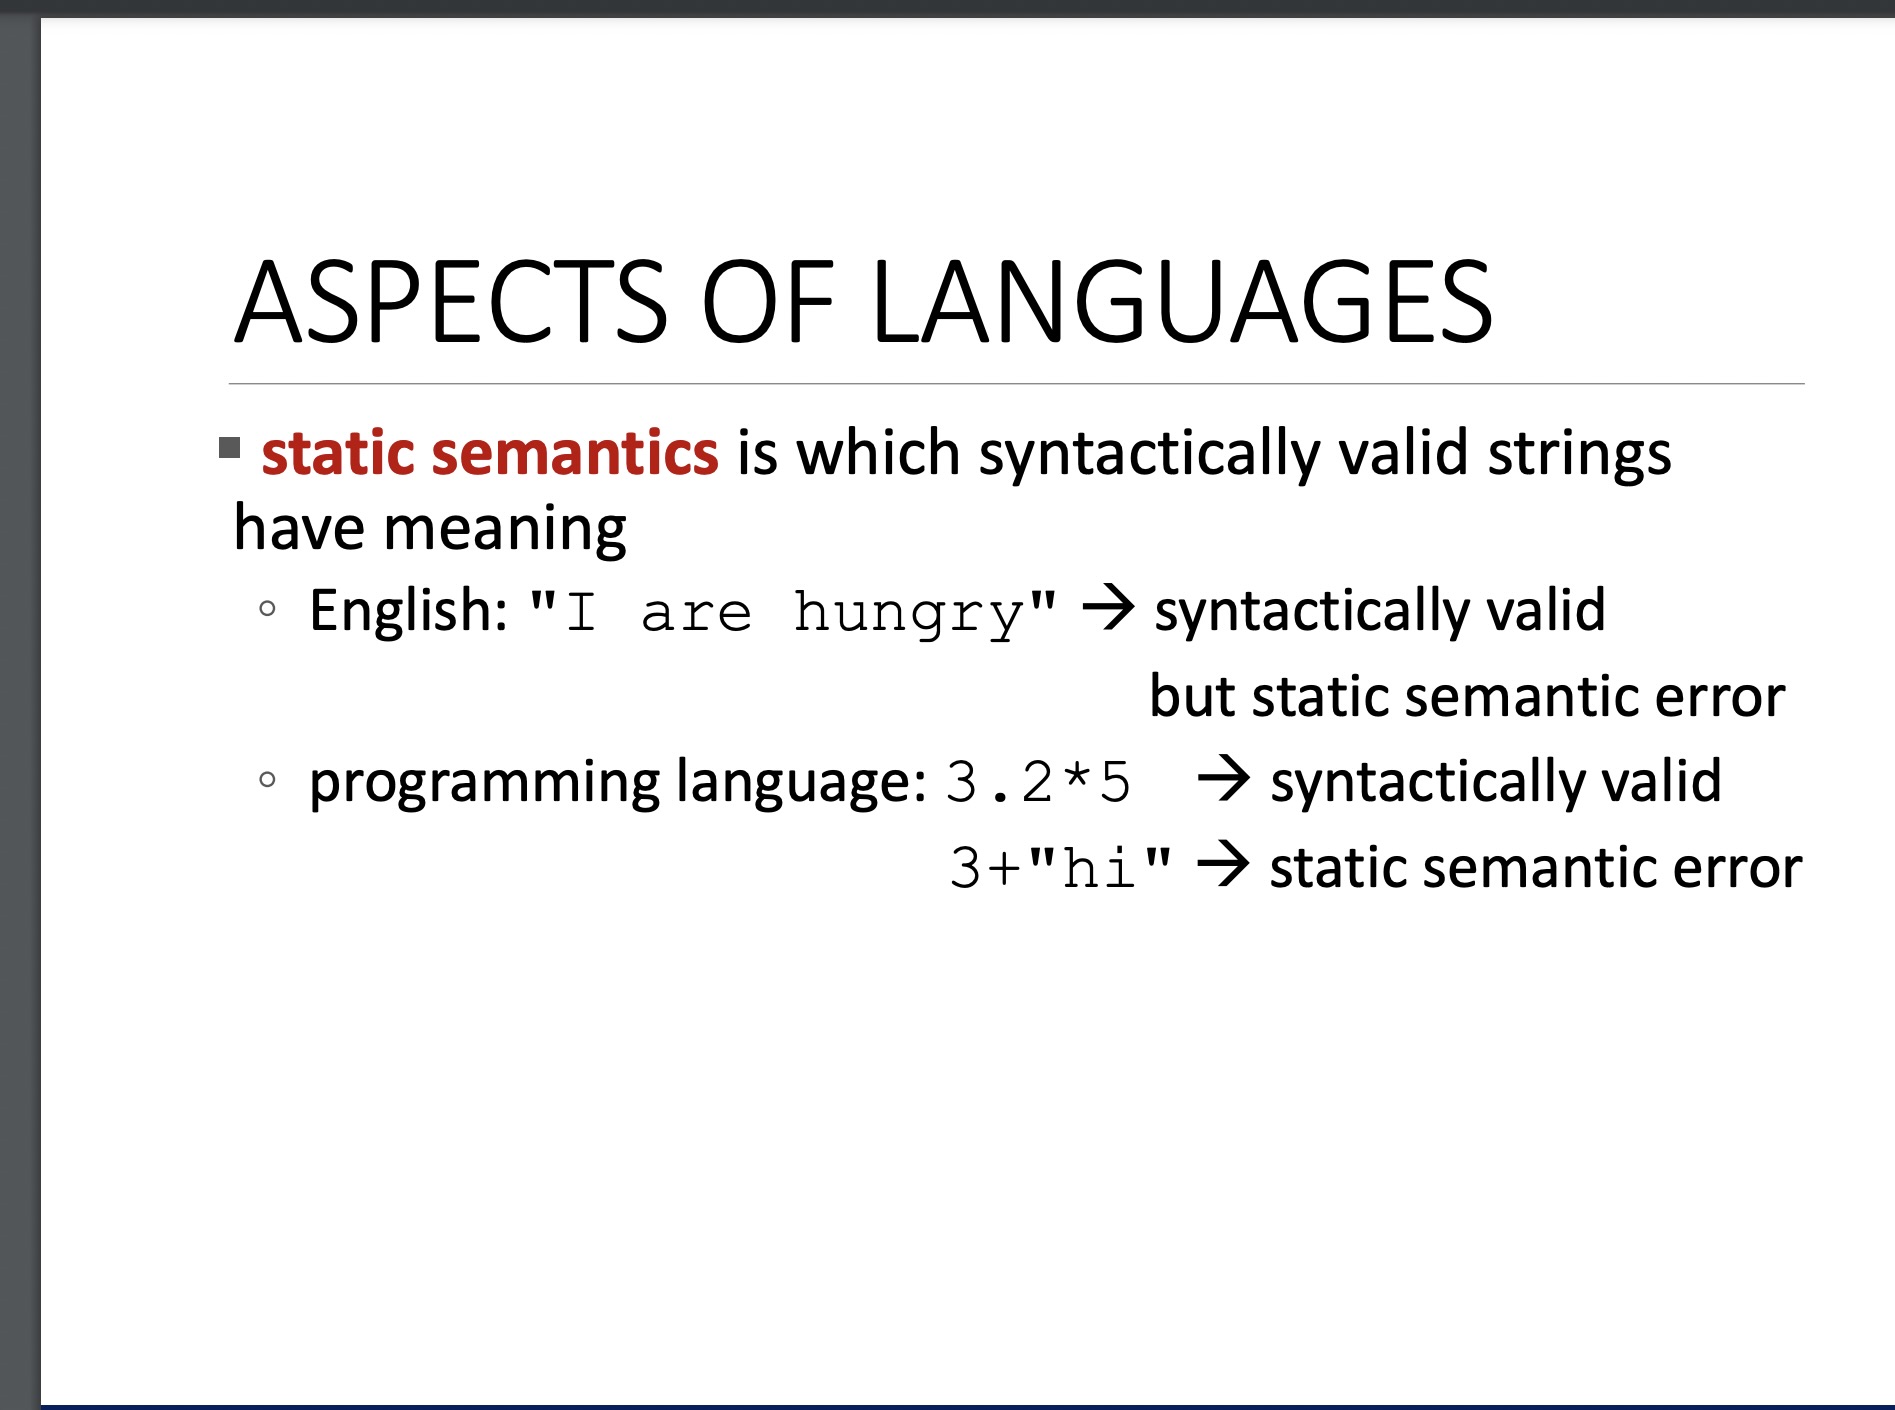 ASPECTS OF LANGUAGES
▪ static semantics is which syntactically valid strings
have meaning
◦ English: "I are hungry" → syntactically valid
but static semantic error
◦ programming language: 3.2*5 → syntactically valid
3+"hi" → static semantic error